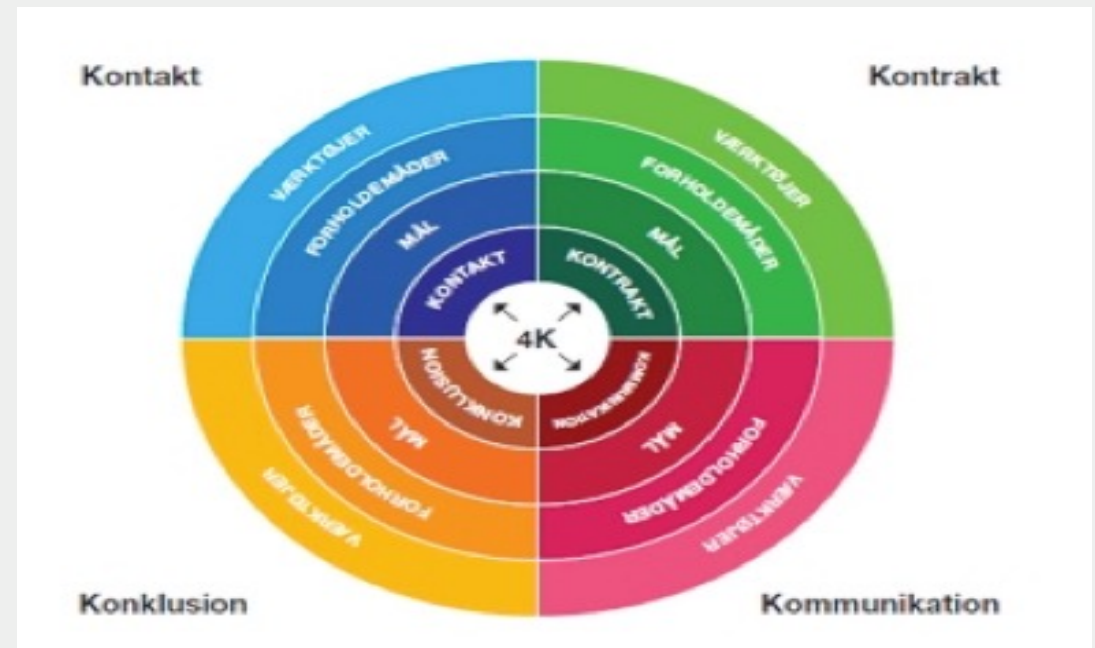 Kontakt
Kontrakt
VÆRKTØJER
FORHOLDEMÅDER
MÅL
KONTAKT
VÆRKTØJER
FORHOLDEMÅDER
MÅL
KONTRAKT
4K
KONKLUSION
MÅL
FORHOLDEMÅDER
VÆRKTØJER
KOMMUNIKATION
MÅL
FORHOLDEMÅDER
VÆRKTØJER
Konklusion
Kommunikation